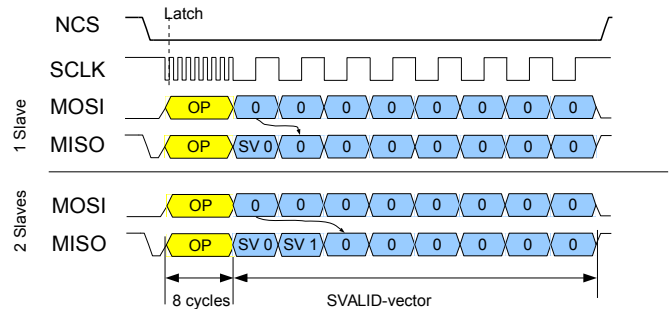 Latch
NCS
SCLK
1 Slave
MOSI OP 0 0 0 0 0 0 0 0
MISO OP SV 0 0 0 0 0 0 0 0
2 Slaves
MOSI OP 0 0 0 0 0 0 0 0
MISO OP SV 0 SV 1 0 0 0 0 0 0
8 cycles SVALID-vector